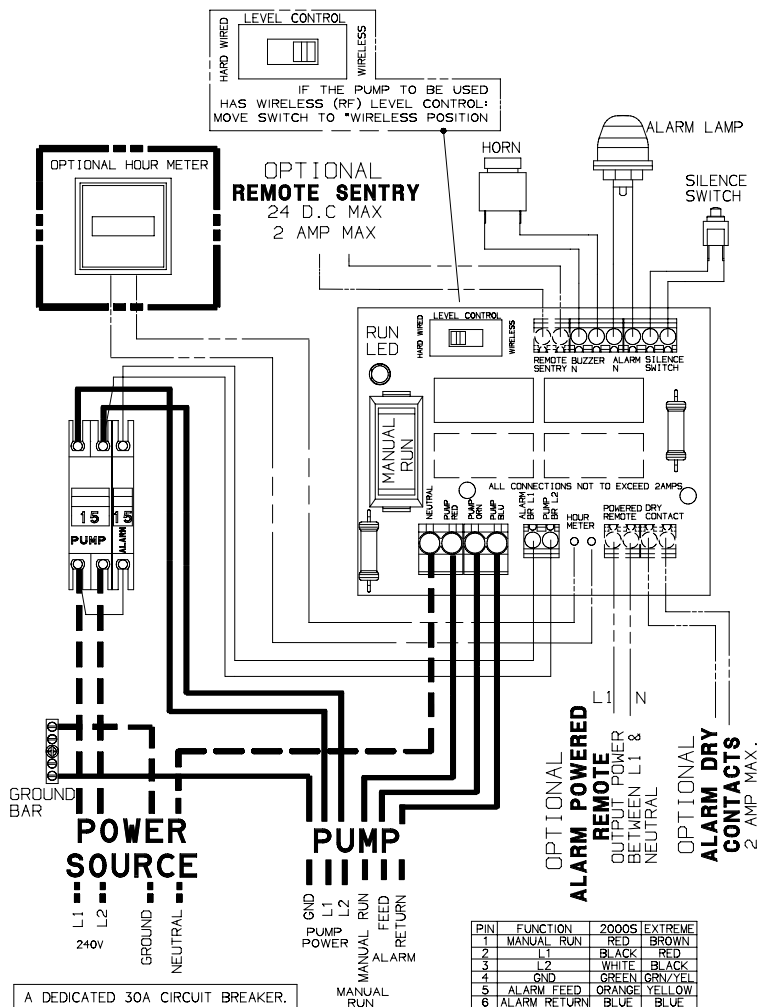 LEVEL CONTROL
HARD WIRED
WIRELESS
IF THE PUMP TO BE USED
HAS WIRELESS (RF) LEVEL CONTROL:
MOVE SWITCH TO "WIRELESS POSITION
OPTIONAL HOUR METER
OPTIONAL
REMOTE SENTRY
24 D.C MAX
2 AMP MAX
HORN
ALARM LAMP
SILENCE
SWITCH
RUN
LED
LEVEL CONTROL
HARD WIRED
WIRELESS
REMOTE BUZZER ALARM SILENCE
SENTRY N N SWITCH
MANUAL
RUN
ALL CONNECTIONS NOT TO EXCEED 2AMPS
NEUTRAL
PUMP
RED
PUMP
ORN
PUMP
BLU
ALARM
BR L1
PUMP
BR L2
HOUR
METER
POWERED
REMOTE
DRY
CONTACT
15
PUMP
15
ALARM
GROUND
BAR
POWER
SOURCE
L1
L2
240V
GROUND
NEUTRAL
PUMP
GND
L1
L2
PUMP
POWER
MANUAL RUN
MANUAL
RUN
FEED
RETURN
ALARM
L1
N
OPTIONAL
ALARM POWERED
REMOTE
OUTPUT POWER
BETWEEN L1 &
NEUTRAL
OPTIONAL
ALARM DRY
CONTACTS
2 AMP MAX.
PIN FUNCTION 2000S EXTREME
1 MANUAL RUN RED BROWN
2 L1 BLACK RED
3 L2 WHITE BLACK
4 GND GREEN GRN/YEL
5 ALARM FEED ORANGE YELLOW
6 ALARM RETURN BLUE BLUE
A DEDICATED 30A CIRCUIT BREAKER.